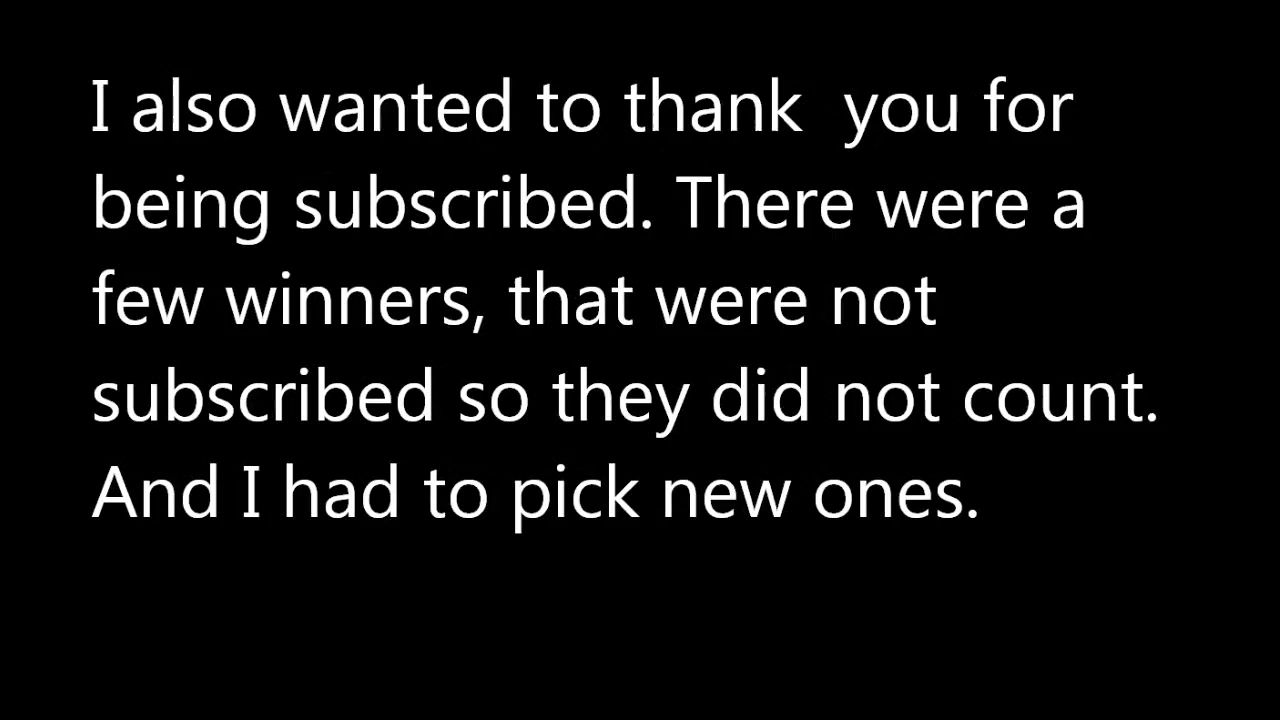 I also wanted to thank  you for
being subscribed. There were a
few winners, that were not
subscribed so they did not count.
And I had to pick new ones.